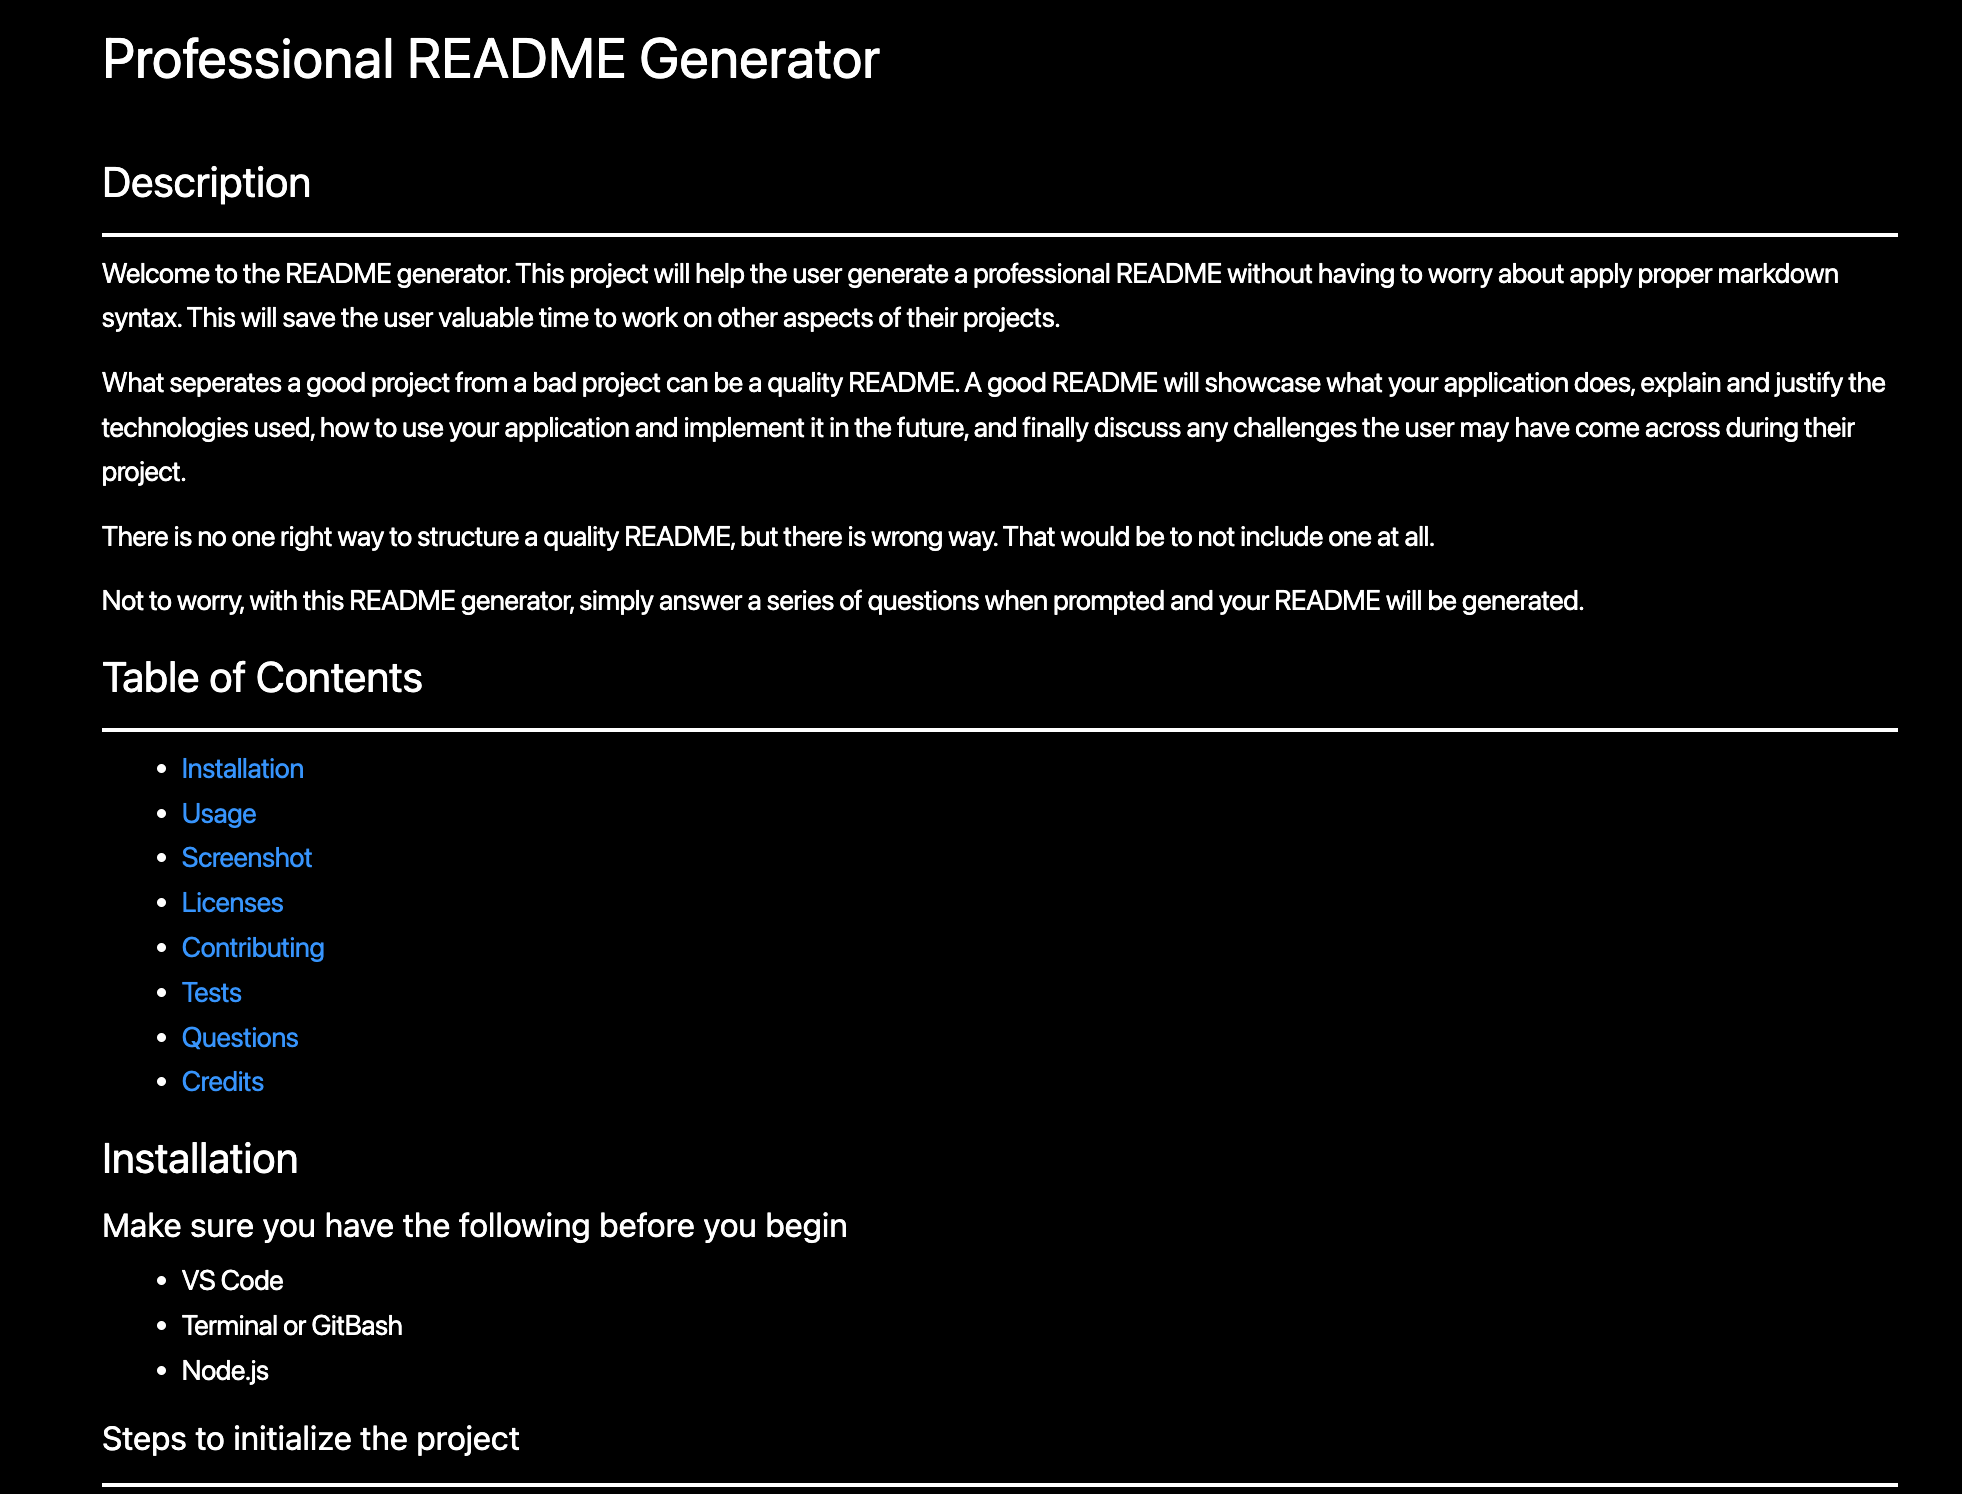 Professional README Generator
Description
Welcome to the README generator. This project will help the user generate a professional README without having to worry about apply proper markdown
syntax. This will save the user valuable time to work on other aspects of their projects.
What seperates a good project from a bad project can be a quality README. A good README will showcase what your application does, explain and justify the
technologies used, how to use your application and implement it in the future, and finally discuss any challenges the user may have come across during their
project.
There is no one right way to structure a quality README, but there is wrong way. That would be to not include one at all.
Not to worry, with this README generator, simply answer a series of questions when prompted and your README will be generated.
Table of Contents
• Installation
• Usage
• Screenshot
• Licenses
• Contributing
• Tests
• Questions
• Credits
Installation
Make sure you have the following before you begin
• VS Code
• Terminal or GitBash
• Node.js
Steps to initialize the project